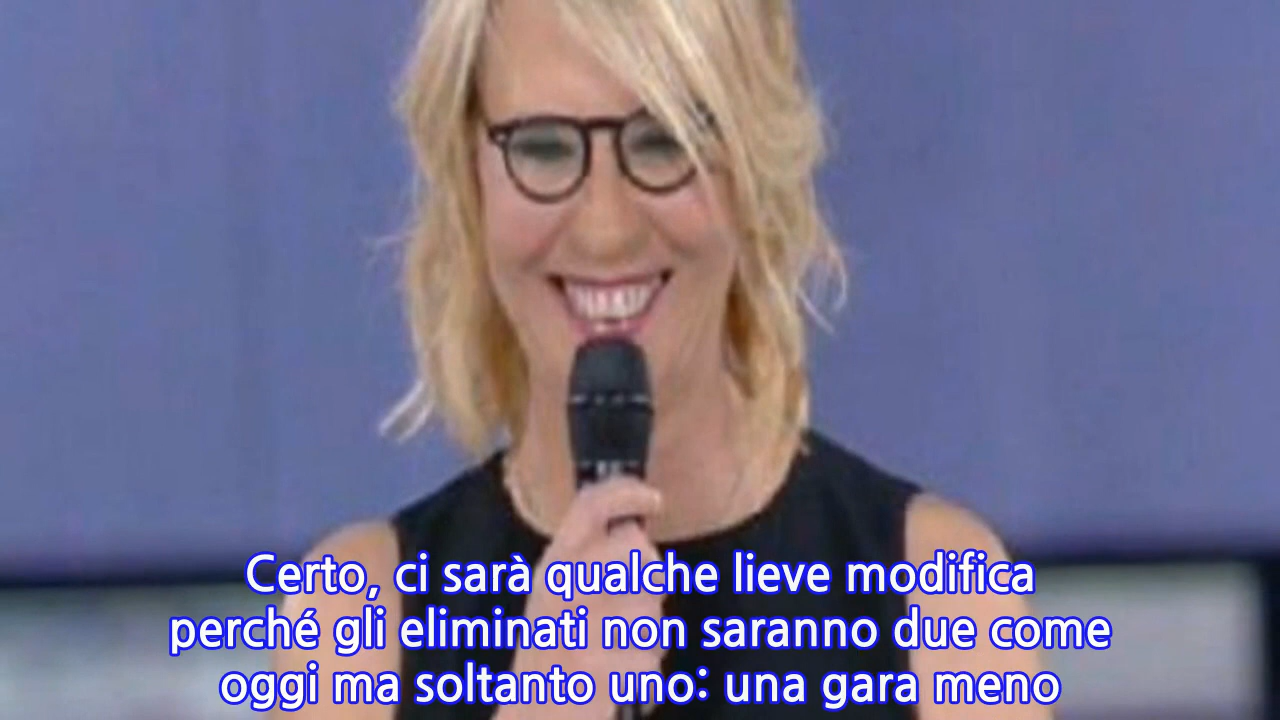 Certo, ci sarà qualche lieve modifica
perché gli eliminati non saranno due come
oggi ma soltanto uno: una gara meno